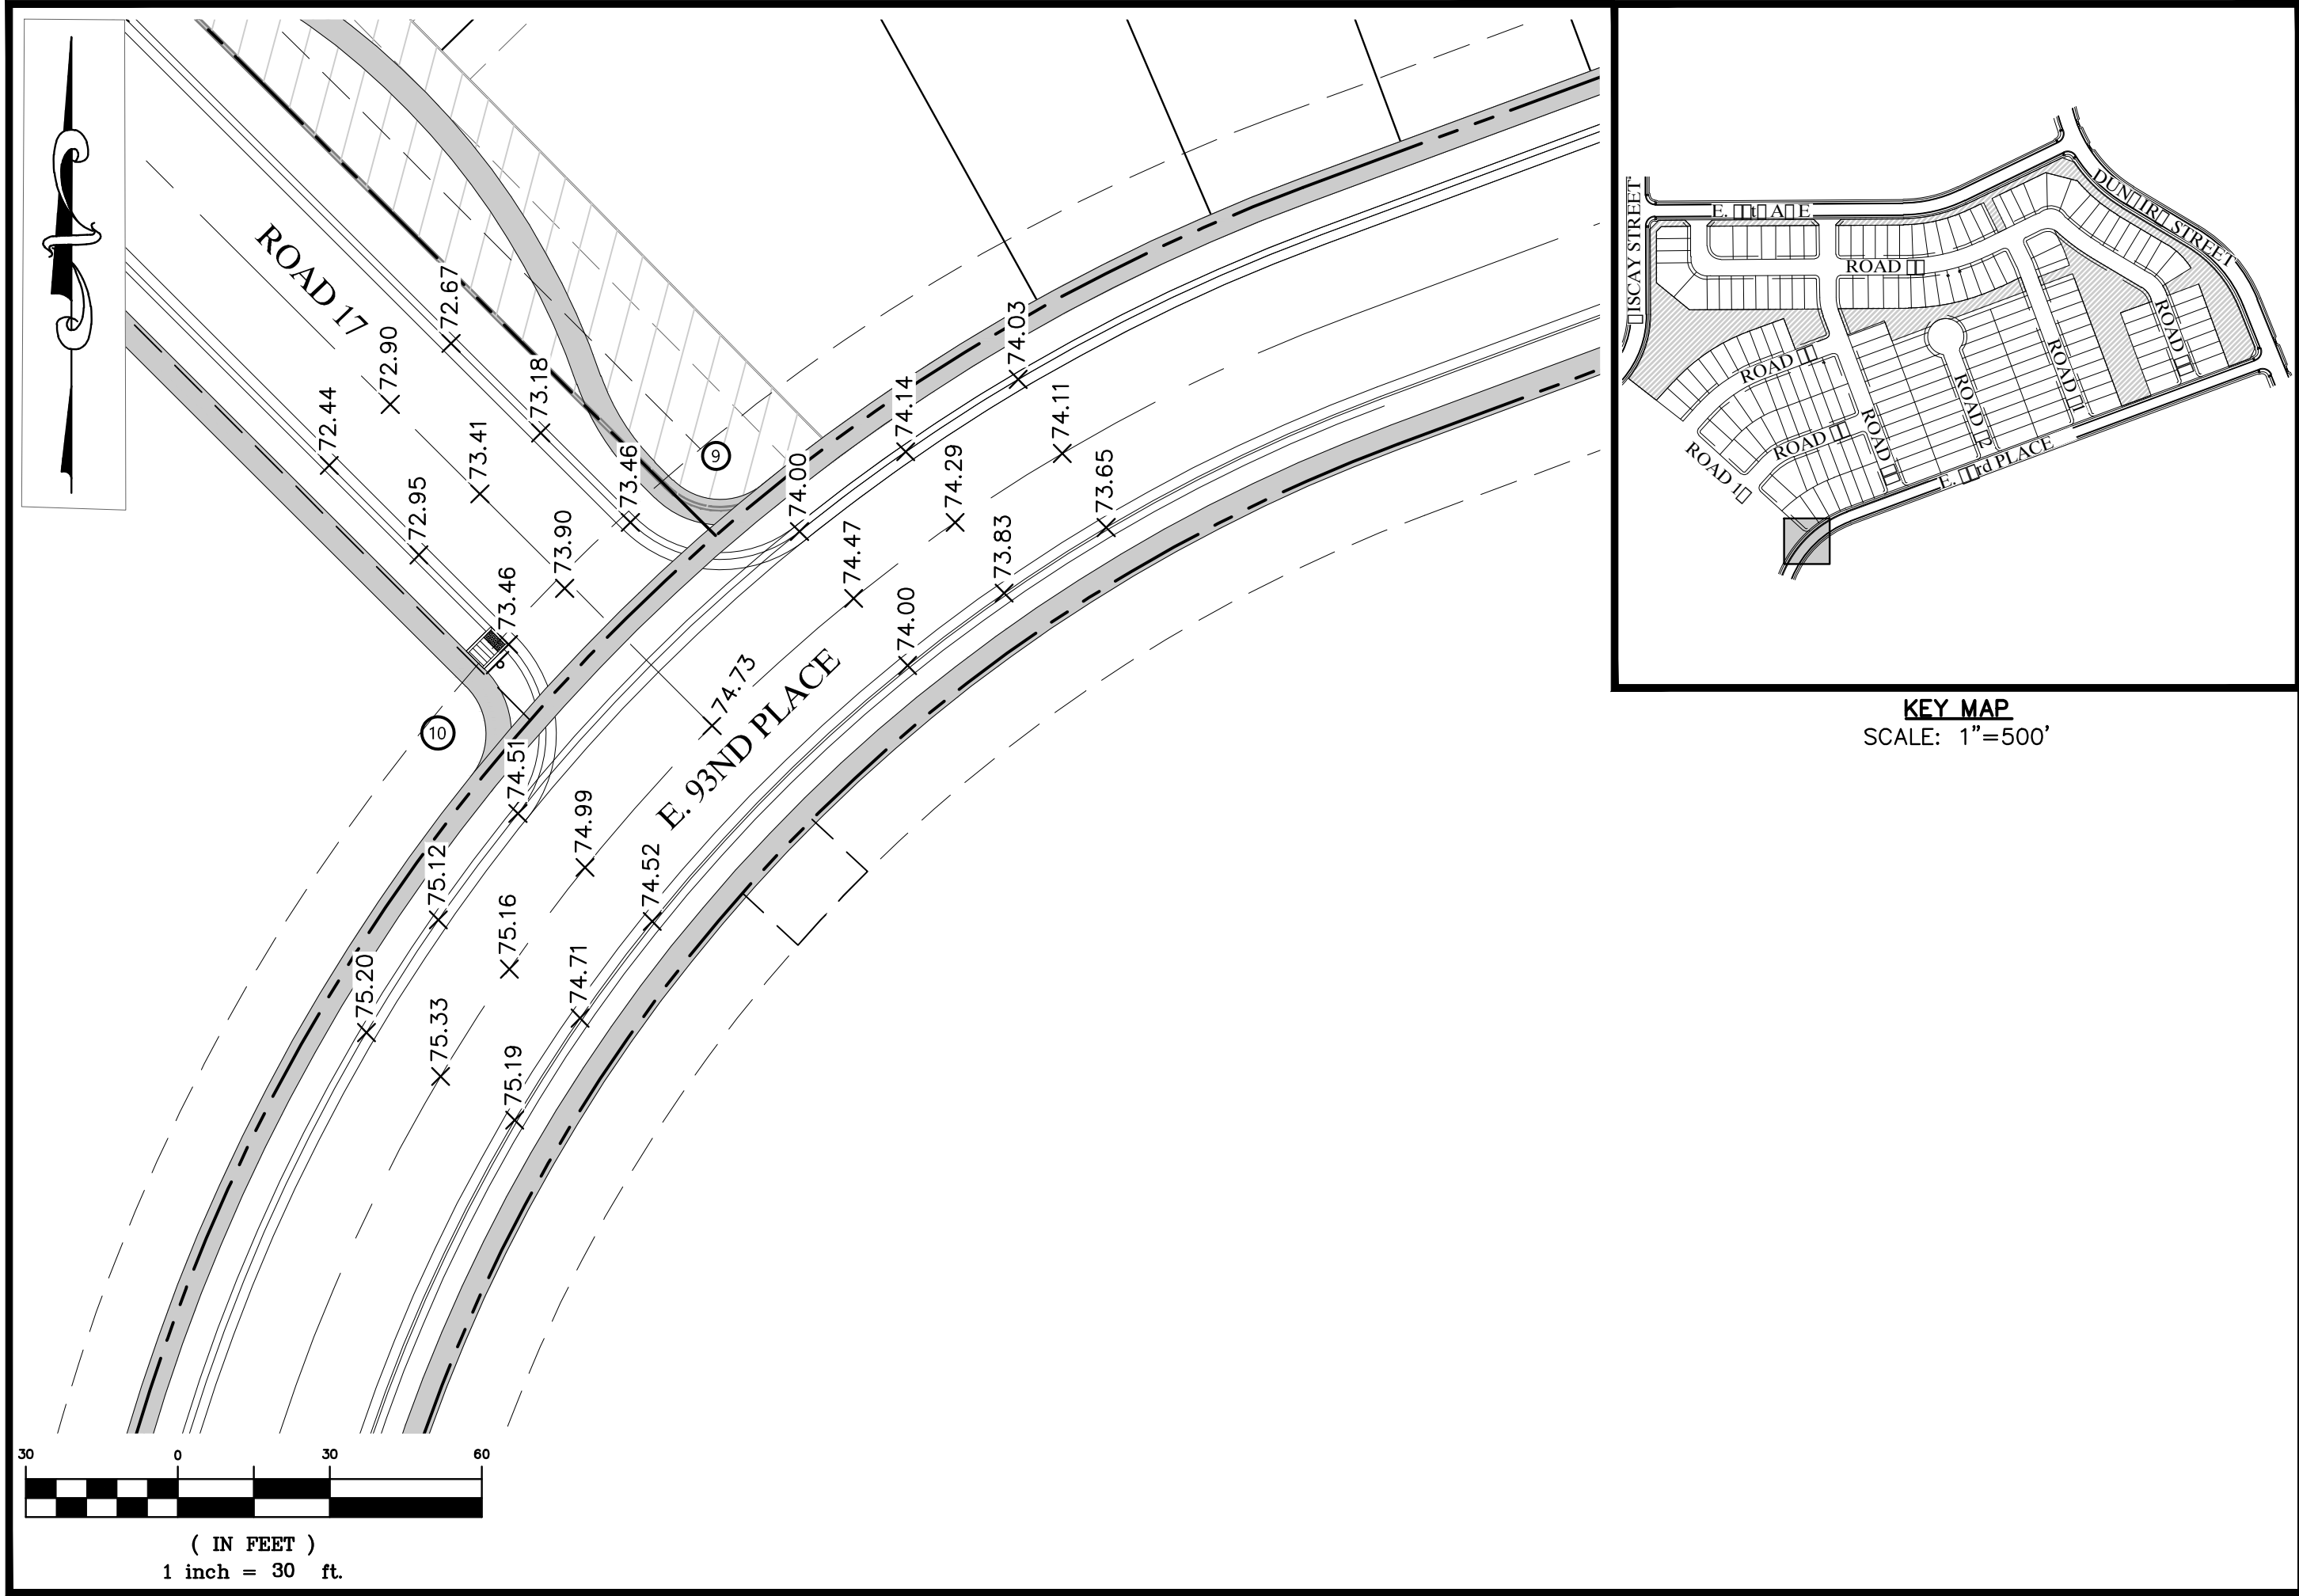 ROAD 17
72.67
72.90
73.18
72.44
73.41
73.46
72.95
73.90
73.46
9
10
74.00
74.14
74.03
74.11
74.29
73.65
74.47
73.83
74.00
74.73
E. 93ND PLACE
74.51
74.99
75.12
74.52
75.16
75.20
74.71
75.33
75.19
30 0 30 60
( IN FEET )
1 inch = 30 ft.
ISCAY STREET
E.
DUN
STREET
ROAD
ROAD
ROAD
ROAD
ROAD
ROAD
ROAD
ROAD 1
E.
rd PLACE
KEY MAP
SCALE: 1"=500'